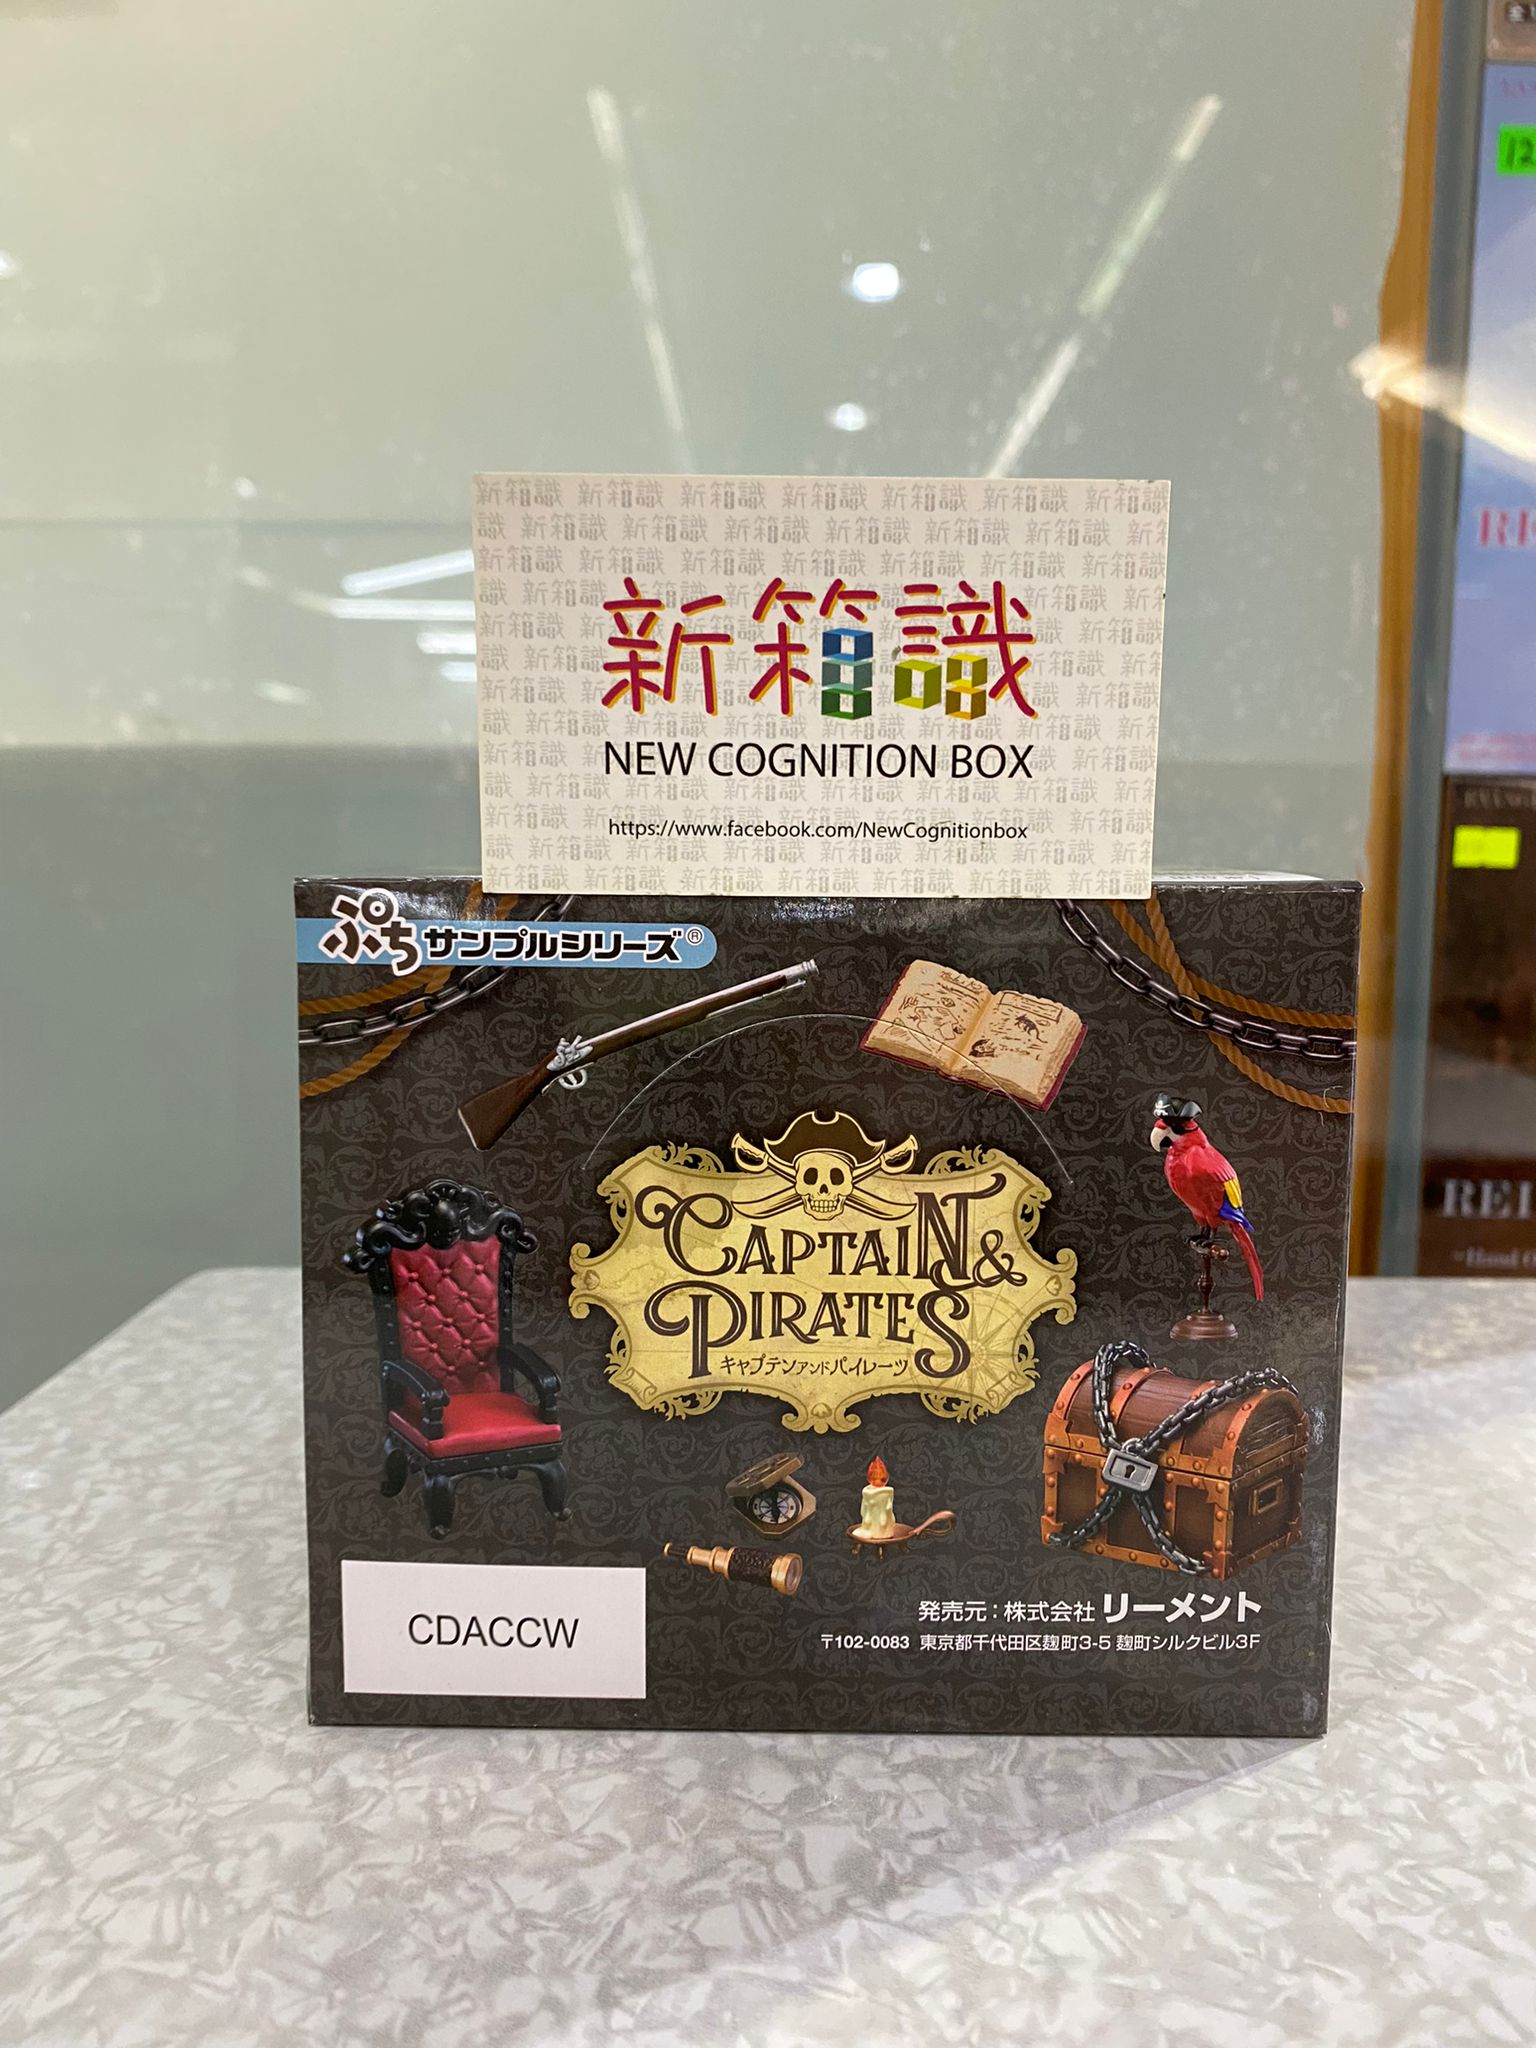 新箱識
NEW COGNITION BOX
https://www.facebook.com/NewCognitionbox
ぷちサンプルシリーズ®
CAPTAIN &
PIRATES
キャプテンアンドパイレーツ
CDACCW
発売元：株式会社 リーメント
〒102-0083 東京都千代田区麹町3-5 麹町シルクビル3F
12